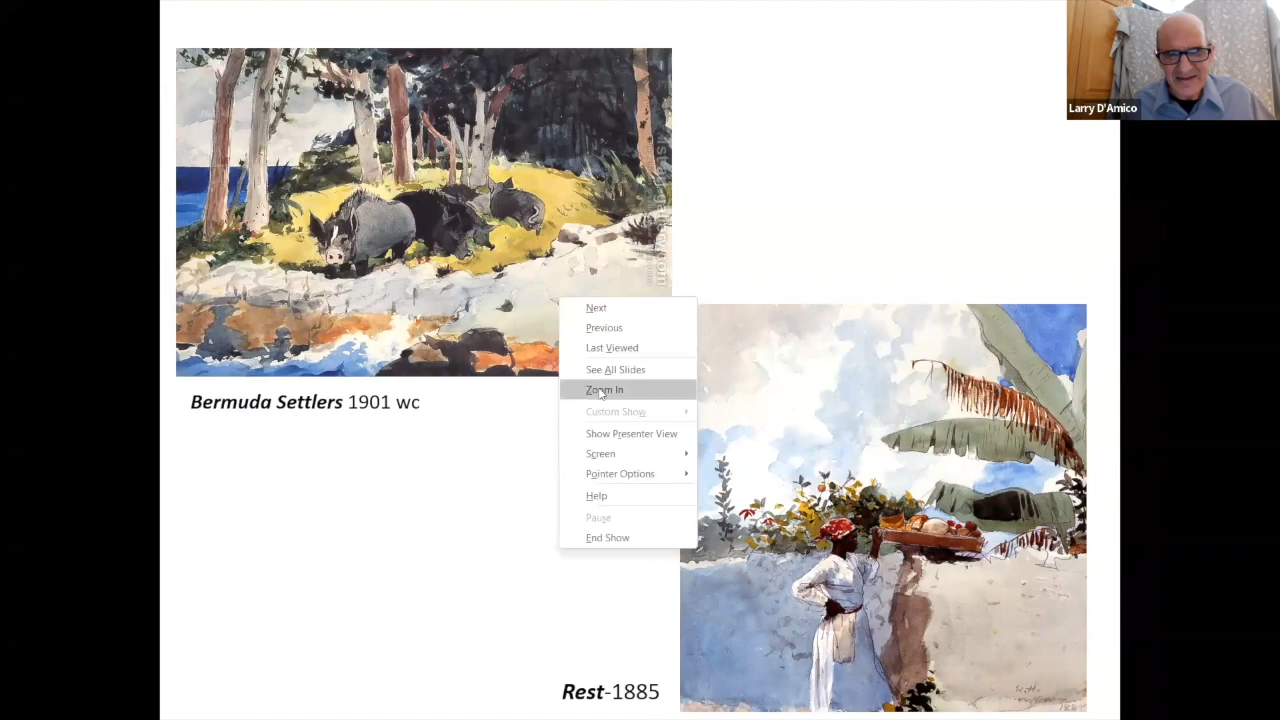 Larry D'Amico
Bermuda Settlers 1901 wc
Next
Previous
Last Viewed
See All Slides
Zoom In
Custom Show
Show Presenter View
Screen
Pointer Options
Help
Pause
End Show
Rest-1885